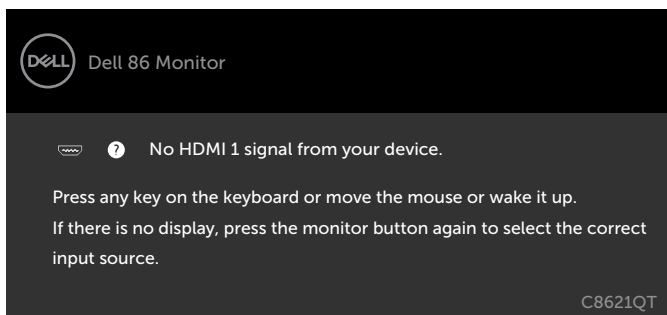 DELL
Dell 86 Monitor
? No HDMI 1 signal from your device.
Press any key on the keyboard or move the mouse or wake it up.
If there is no display, press the monitor button again to select the correct
input source.
C8621QT